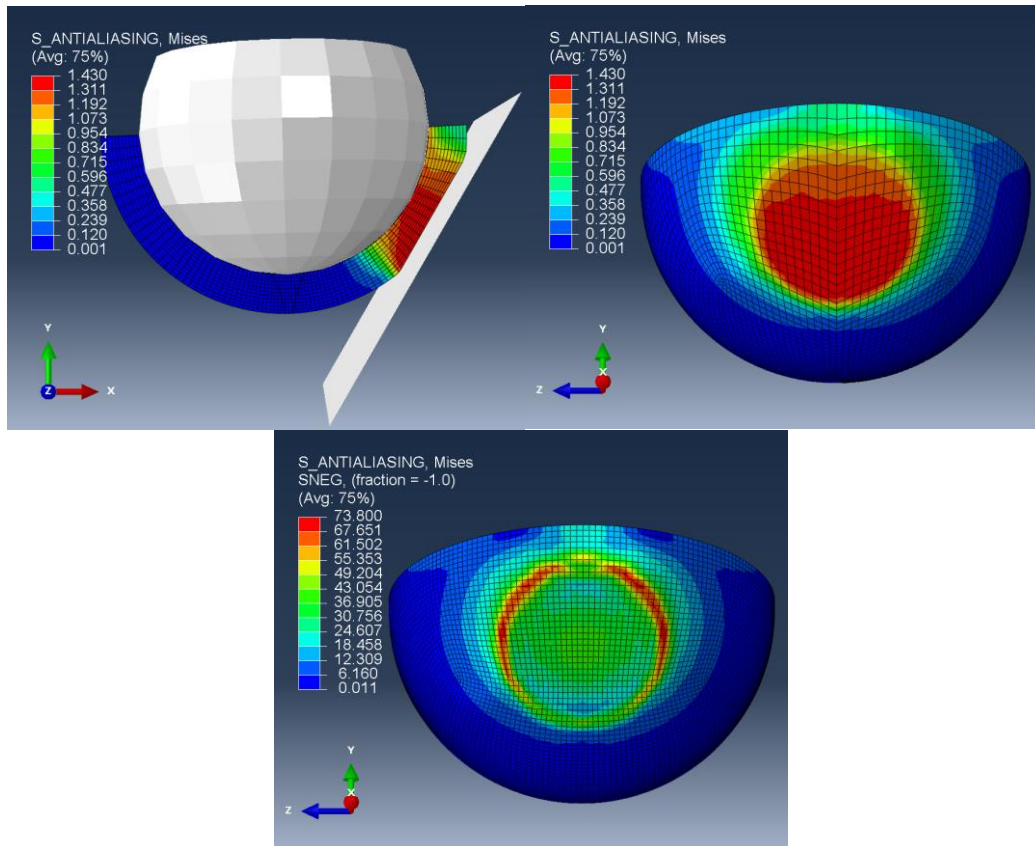 S_ANTIALIASING, Mises
(Avg: 75%)
1.430
1.311
1.192
1.073
0.954
0.834
0.715
0.596
0.477
0.358
0.239
0.120
0.001
Y
Z
X
S_ANTIALIASING, Mises
(Avg: 75%)
1.430
1.311
1.192
1.073
0.954
0.834
0.715
0.596
0.477
0.358
0.239
0.120
0.001
Y
X
Z
S_ANTIALIASING, Mises
SNEG, (fraction = -1.0)
(Avg: 75%)
73.800
67.651
61.502
55.353
49.204
43.054
36.905
30.756
24.607
18.458
12.309
6.160
0.011
Y
X
Z